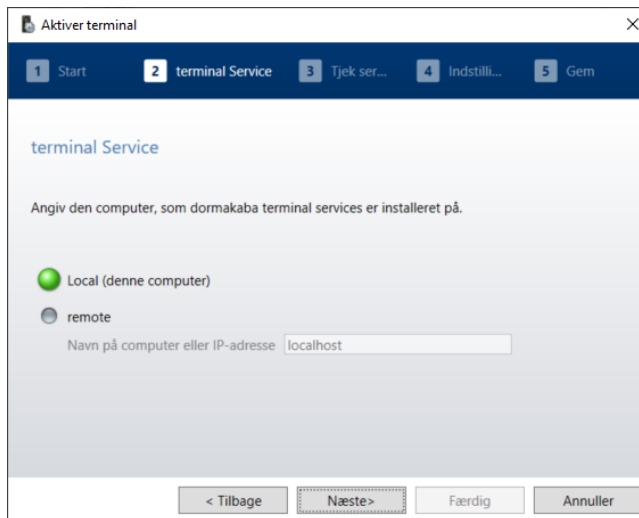 Aktiver terminal
1 Start 2 terminal Service 3 Tjek ser... 4 Indstilli... 5 Gem
terminal Service
Angiv den computer, som dormakaba terminal services er installeret på.
Local (denne computer)
remote
Navn på computer eller IP-adresse localhost
< Tilbage Næste> Færdig Annuller